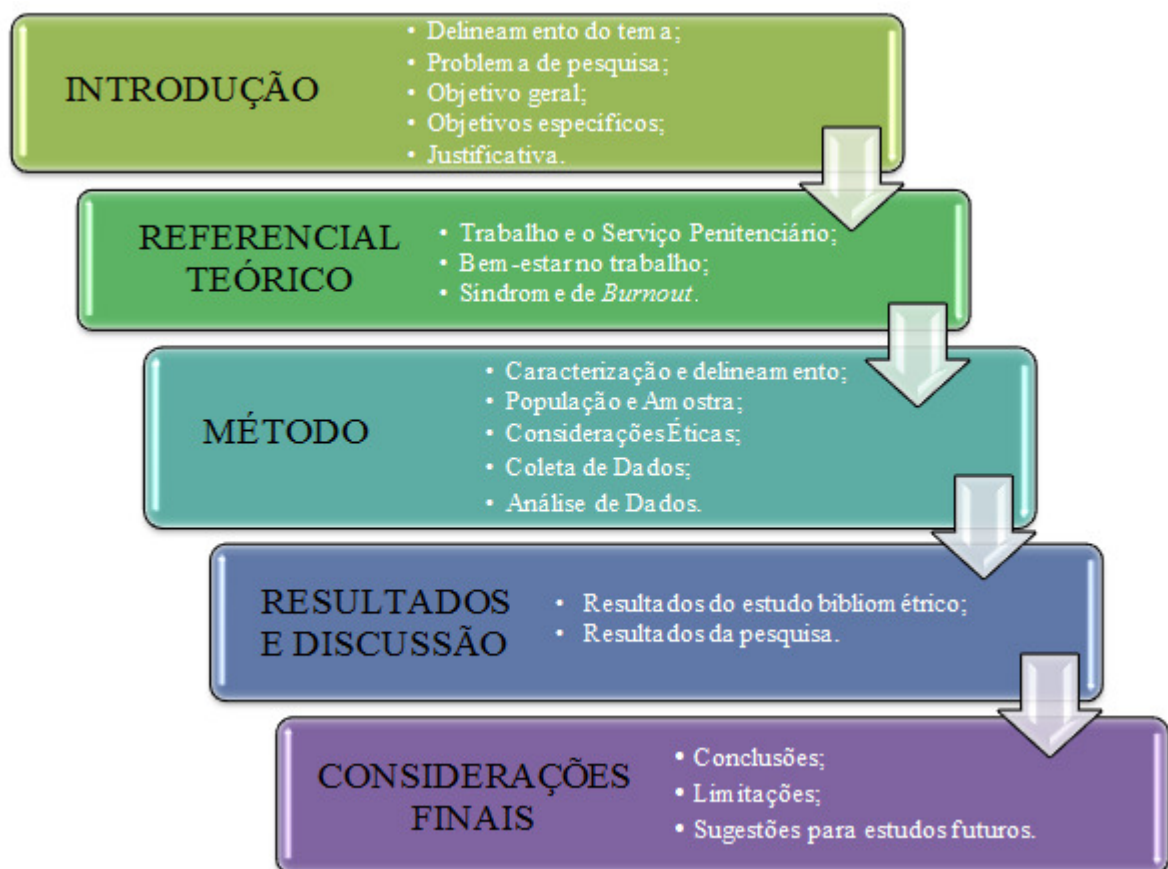 INTRODUÇÃO
• Delineamento do tema;
• Problema de pesquisa;
• Objetivo geral;
• Objetivos específicos;
• Justificativa.
REFERENCIAL
TEÓRICO
• Trabalho e o Serviço Penitenciário;
• Bem-estar no trabalho;
• Síndrome de Burnout.
MÉTODO
• Caracterização e delineamento;
• População e Amostra;
• Considerações Éticas;
• Coleta de Dados;
• Análise de Dados.
RESULTADOS
E DISCUSSÃO
• Resultados do estudo bibliométrico;
• Resultados da pesquisa.
CONSIDERAÇÕES
FINAIS
• Conclusões;
• Limitações;
• Sugestões para estudos futuros.